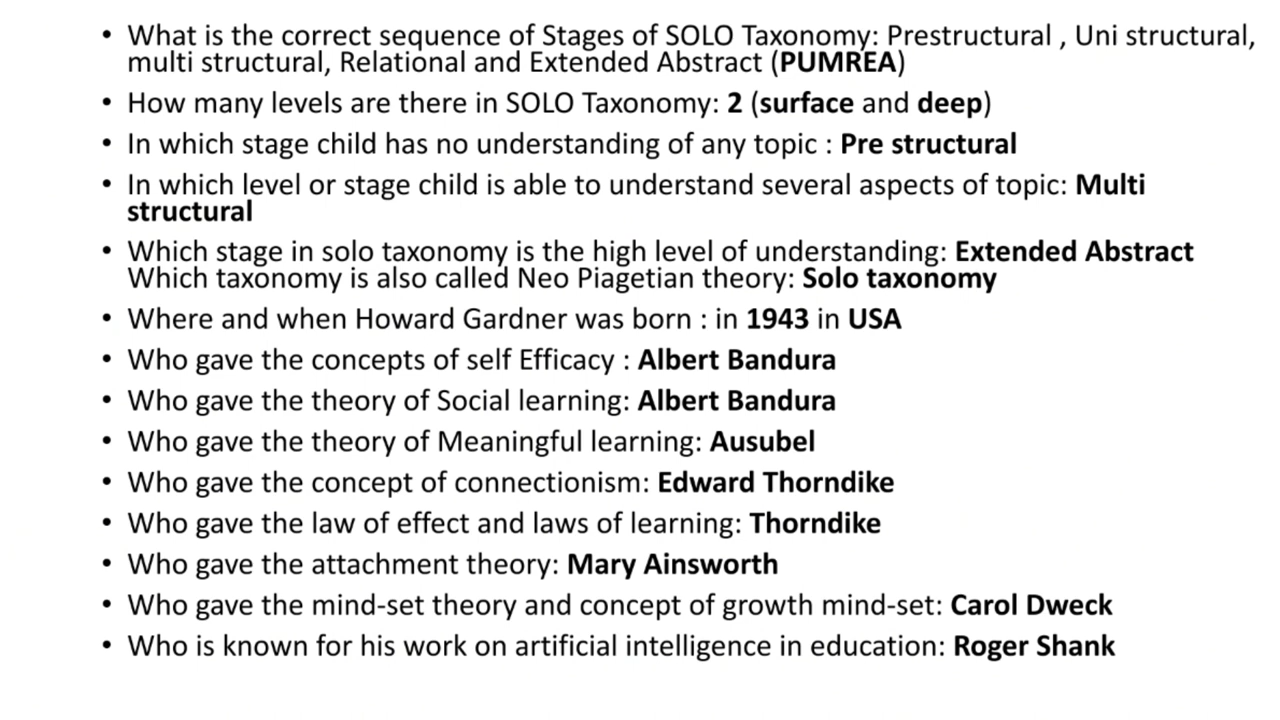 • What is the correct sequence of Stages of SOLO Taxonomy: Prestructural , Uni structural,
multi structural, Relational and Extended Abstract (PUMREA)
• How many levels are there in SOLO Taxonomy: 2 (surface and deep)
• In which stage child has no understanding of any topic : Pre structural
• In which level or stage child is able to understand several aspects of topic: Multi
structural
• Which stage in solo taxonomy is the high level of understanding: Extended Abstract
Which taxonomy is also called Neo Piagetian theory: Solo taxonomy
• Where and when Howard Gardner was born : in 1943 in USA
• Who gave the concepts of self Efficacy : Albert Bandura
• Who gave the theory of Social learning: Albert Bandura
• Who gave the theory of Meaningful learning: Ausubel
• Who gave the concept of connectionism: Edward Thorndike
• Who gave the law of effect and laws of learning: Thorndike
• Who gave the attachment theory: Mary Ainsworth
• Who gave the mind-set theory and concept of growth mind-set: Carol Dweck
• Who is known for his work on artificial intelligence in education: Roger Shank